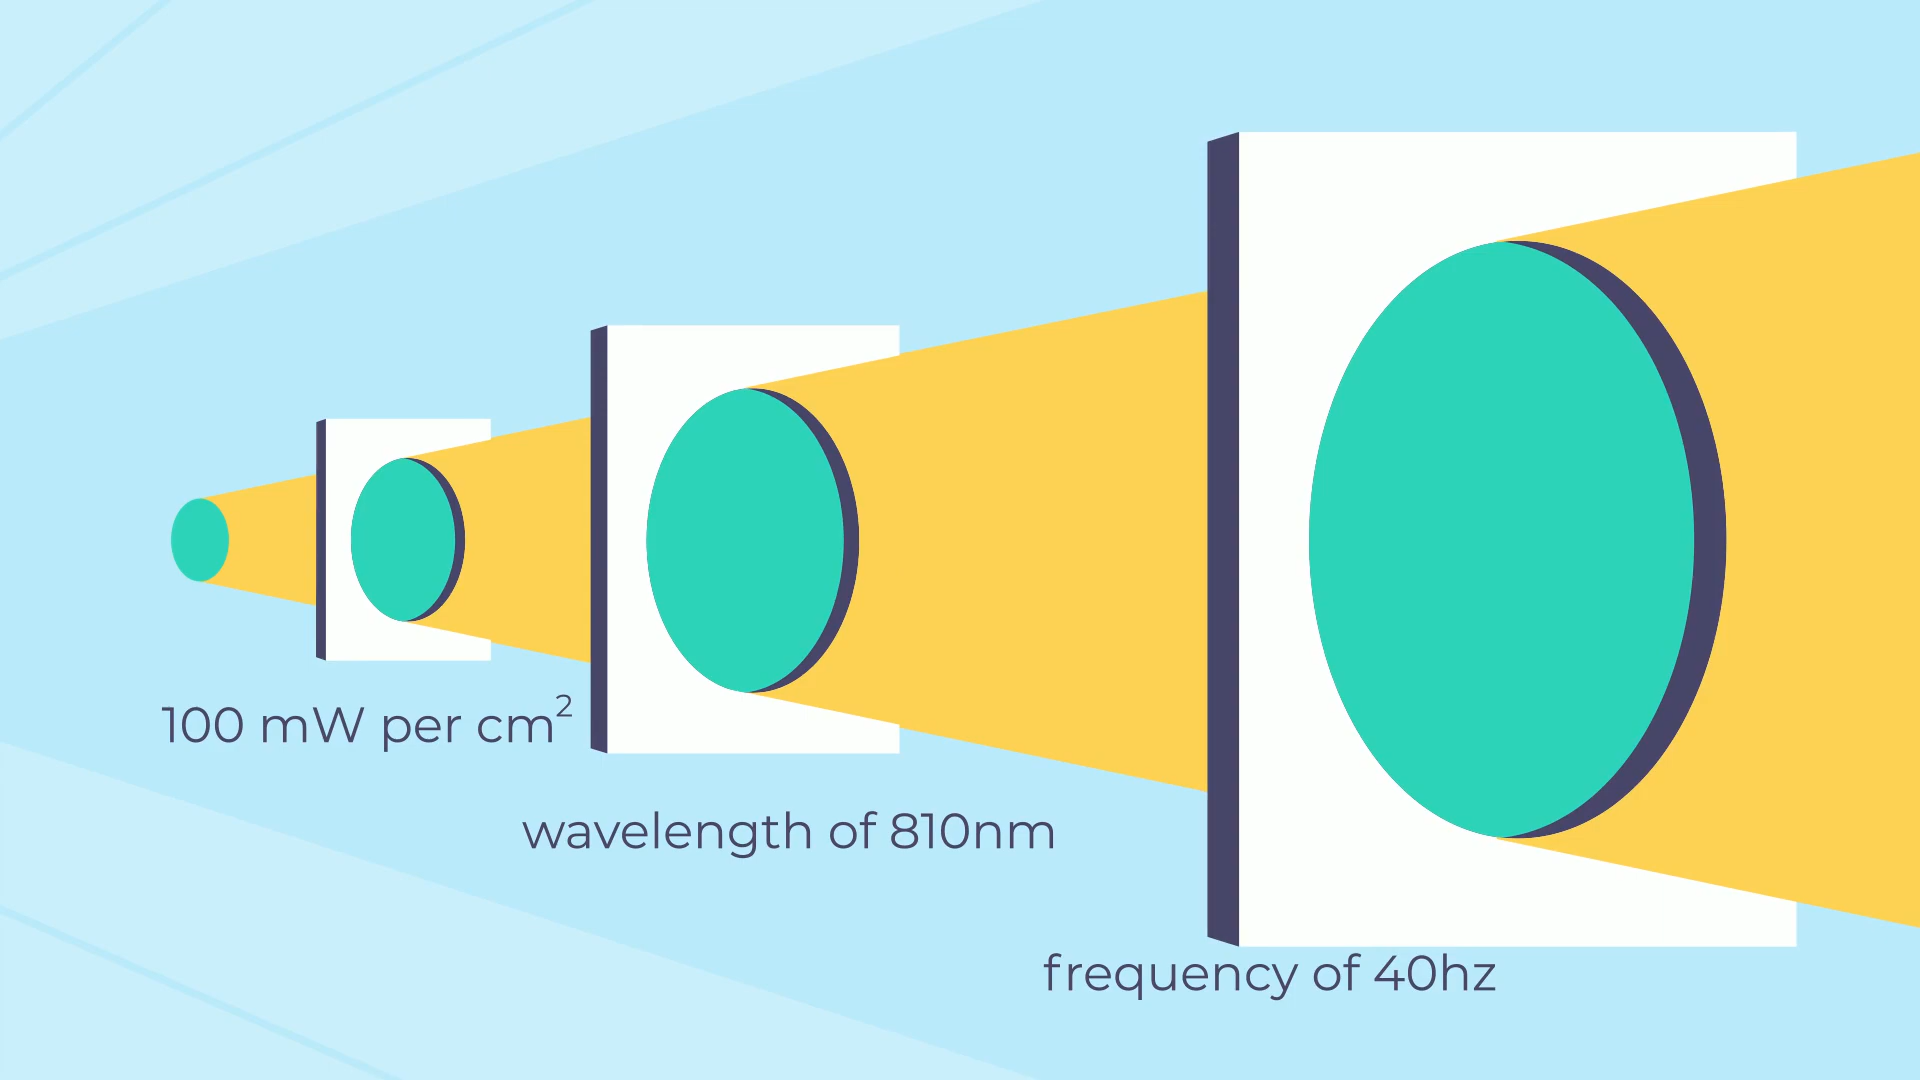 100 mW per cm²
wavelength of 810nm
frequency of 40hz